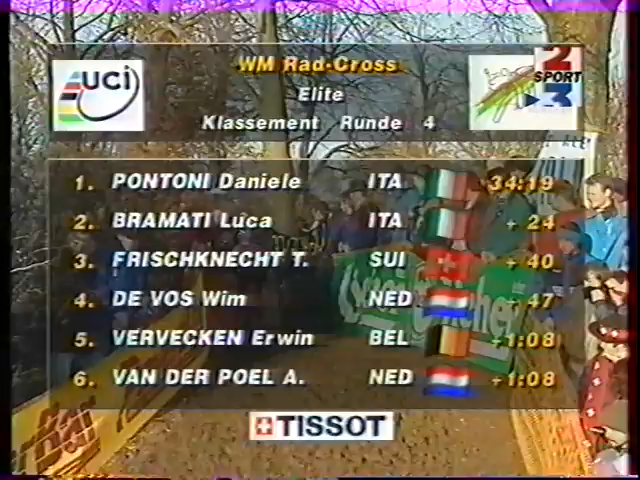 UCI
WM Rad-Cross
2
SPORT
3
Elite
Klassement Runde 4
1. PONTONI Daniele ITA 34:19
2. BRAMATI Luca ITA + 24
3. FRISCHKNECHT T. SUI + 40
4. DE VOS Wim NED + 47
5. VERVECKEN Erwin BEL +1:08
6. VAN DER POEL A. NED +1:08
TISSOT